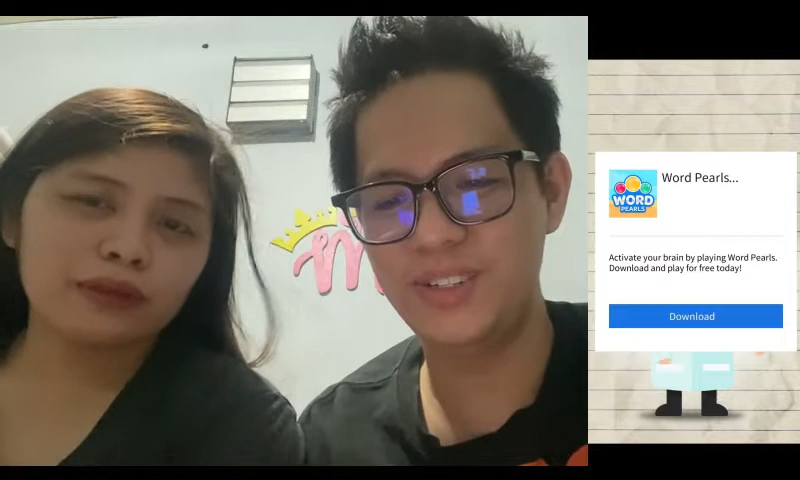 Word Pearls...
WORD
PEARLS
Activate your brain by playing Word Pearls.
Download and play for free today!
Download